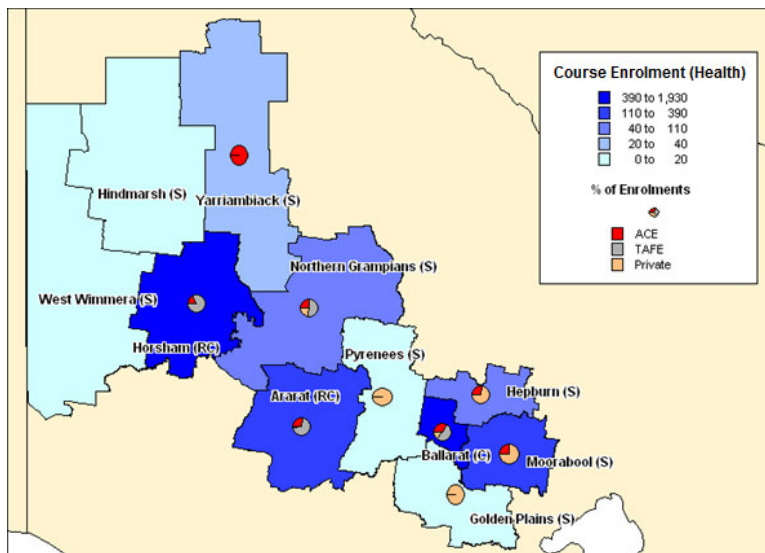 Course Enrolment (Health)
390 to 1,930
110 to 390
40 to 110
20 to 40
0 to 20
% of Enrolments
ACE
TAFE
Private
Hindmarsh (S)
Yarriambiack (S)
Northern Grampians (S)
West Wimmera (S)
Horsham (RC)
Pyrenees (S)
Ararat (RC)
Hepburn (S)
Ballarat (C)
Moorabool (S)
Golden Plains (S)